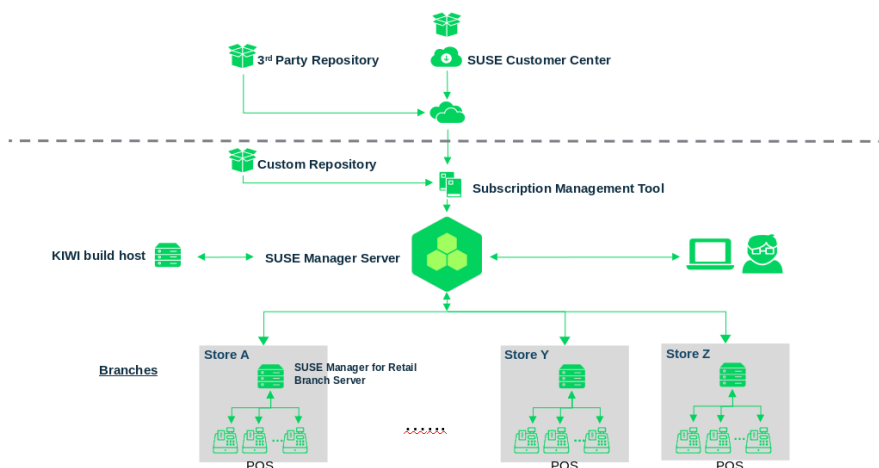 3rd Party Repository
SUSE Customer Center
Custom Repository
Subscription Management Tool
KIWI build host
SUSE Manager Server
Store A
Store Y
Store Z
Branches
SUSE Manager for Retail
Branch Server
...
......
...
...
POS
POS
POS